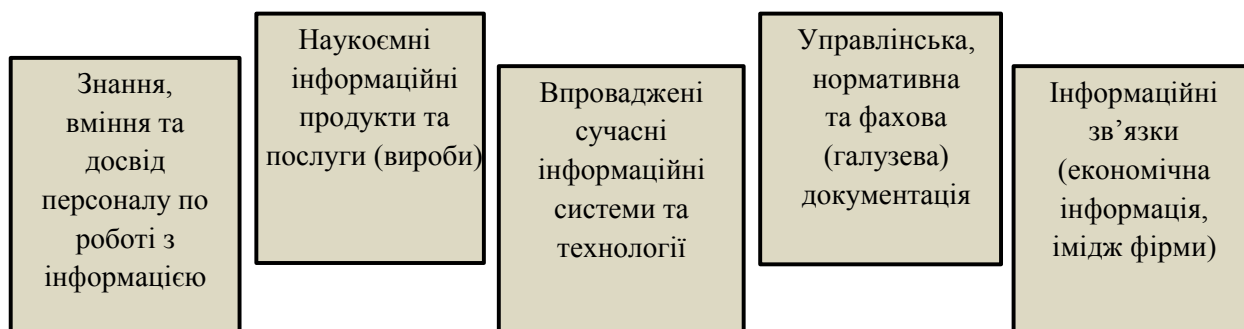 Знання,
вміння та
досвід
персоналу по
роботі з
інформацією
Наукоємні
інформаційні
продукти та
послуги (вироби)
Впроваджені
сучасні
інформаційні
системи та
технології
Управлінська,
нормативна
та фахова
(галузева)
документація
Інформаційні
зв’язки
(економічна
інформація,
імідж фірми)